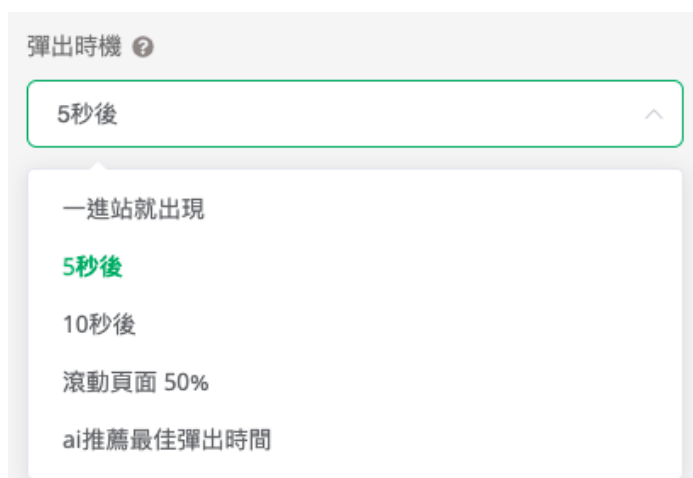 彈出時機 ?
5秒後
一進站就出現
5秒後
10秒後
滾動頁面 50%
ai推薦最佳彈出時間